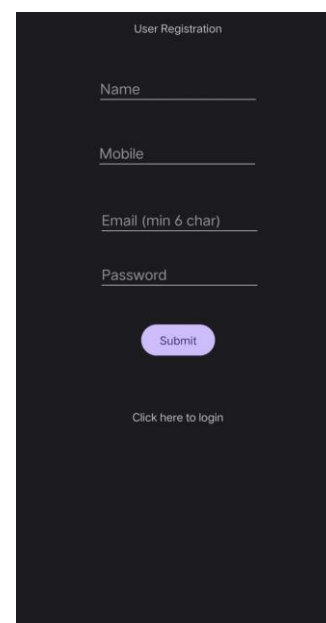 User Registration
Name
Mobile
Email (min 6 char)
Password
Submit
Click here to login